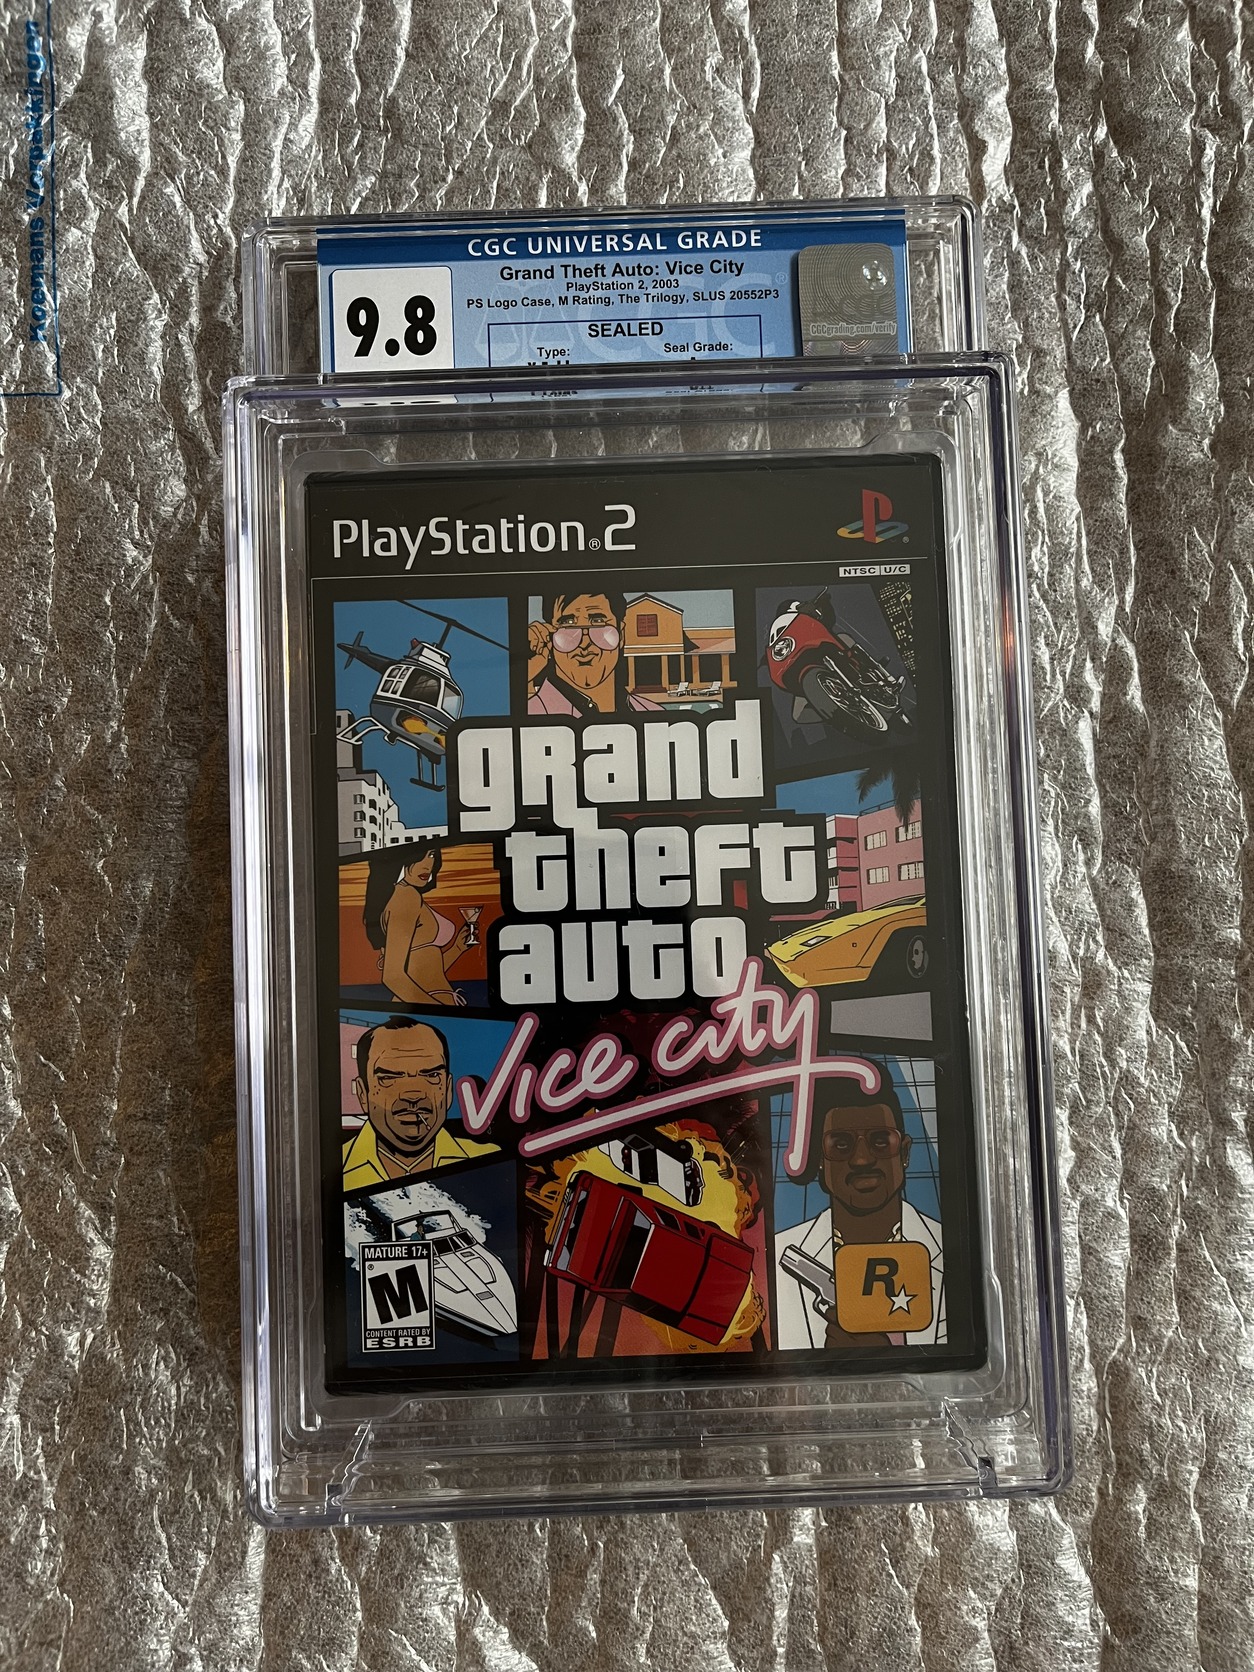 Koemans Verpakkingen
CGC UNIVERSAL GRADE
Grand Theft Auto: Vice City
PlayStation 2, 2003
PS Logo Case, M Rating, The Trilogy, SLUS 20552P3
9.8
SEALED
Type:
Seal Grade:
CGCgrading.com/verify
PlayStation®2
NTSC U/C
grand
theft
auto
Vice City
MATURE 17+
M
CONTENT RATED BY
ESRB
R